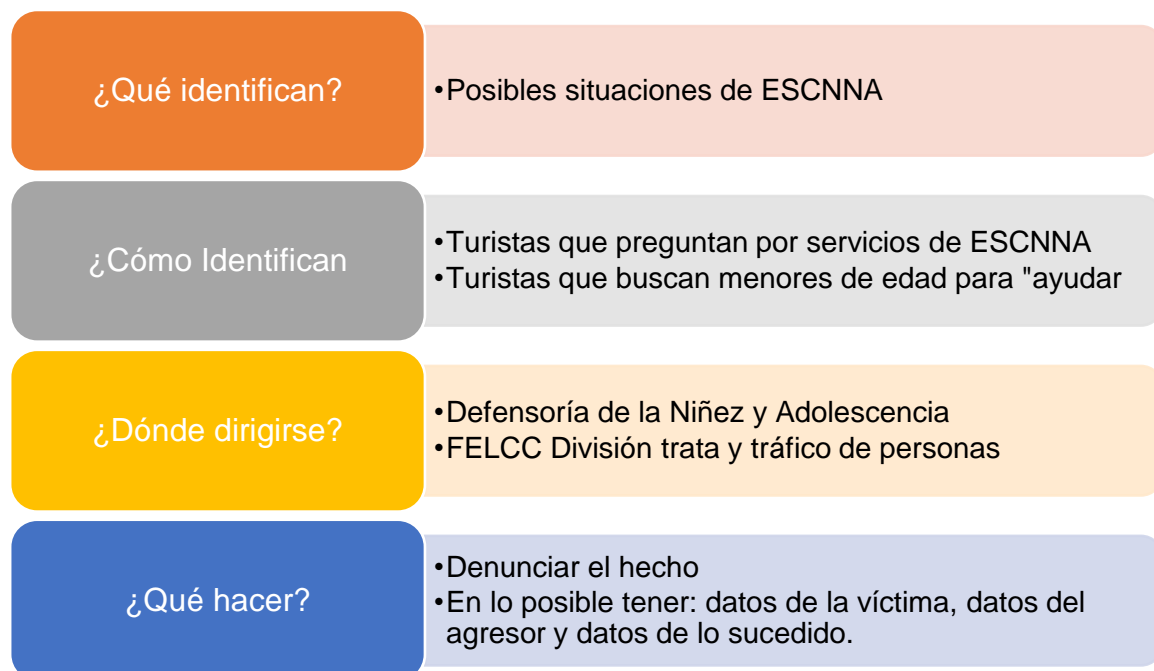 ¿Qué identifican?
•Posibles situaciones de ESCNNA
¿Cómo Identifican
•Turistas que preguntan por servicios de ESCNNA
•Turistas que buscan menores de edad para "ayudar
¿Dónde dirigirse?
•Defensoría de la Niñez y Adolescencia
•FELCC División trata y tráfico de personas
¿Qué hacer?
•Denunciar el hecho
•En lo posible tener: datos de la víctima, datos del
agresor y datos de lo sucedido.